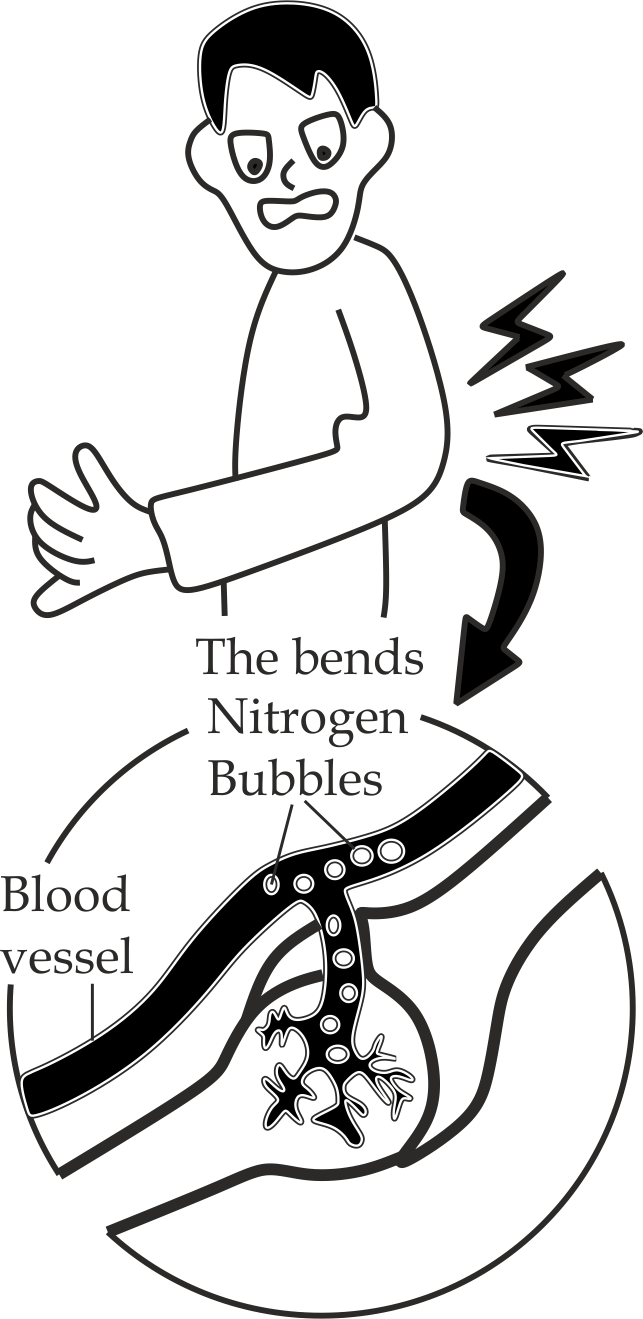 The bends
Nitrogen
Bubbles
Blood
vessel